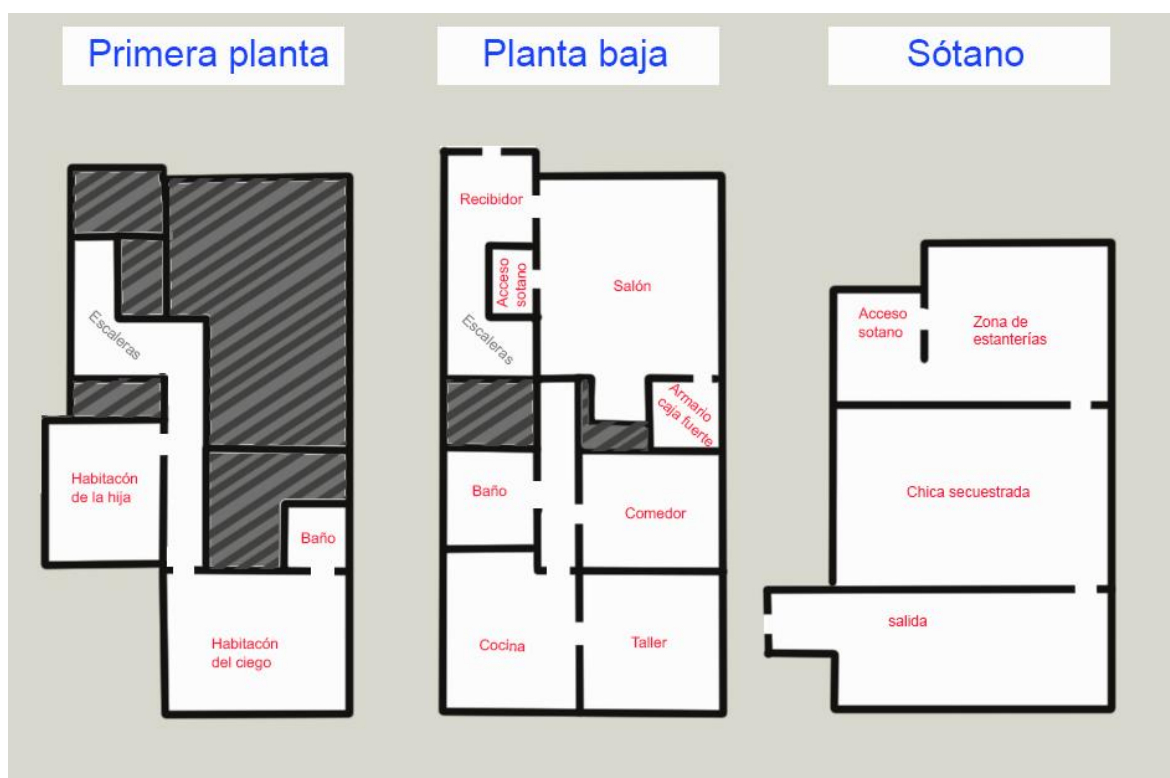 Primera planta
Planta baja
Sótano
Escaleras
Habitacón
de la hija
Baño
Habitacón
del ciego
Recibidor
Acceso
sotano
Escaleras
Salón
Armario
caja fuerte
Baño
Comedor
Cocina
Taller
Acceso
sotano
Zona de
estanterías
Chica secuestrada
salida